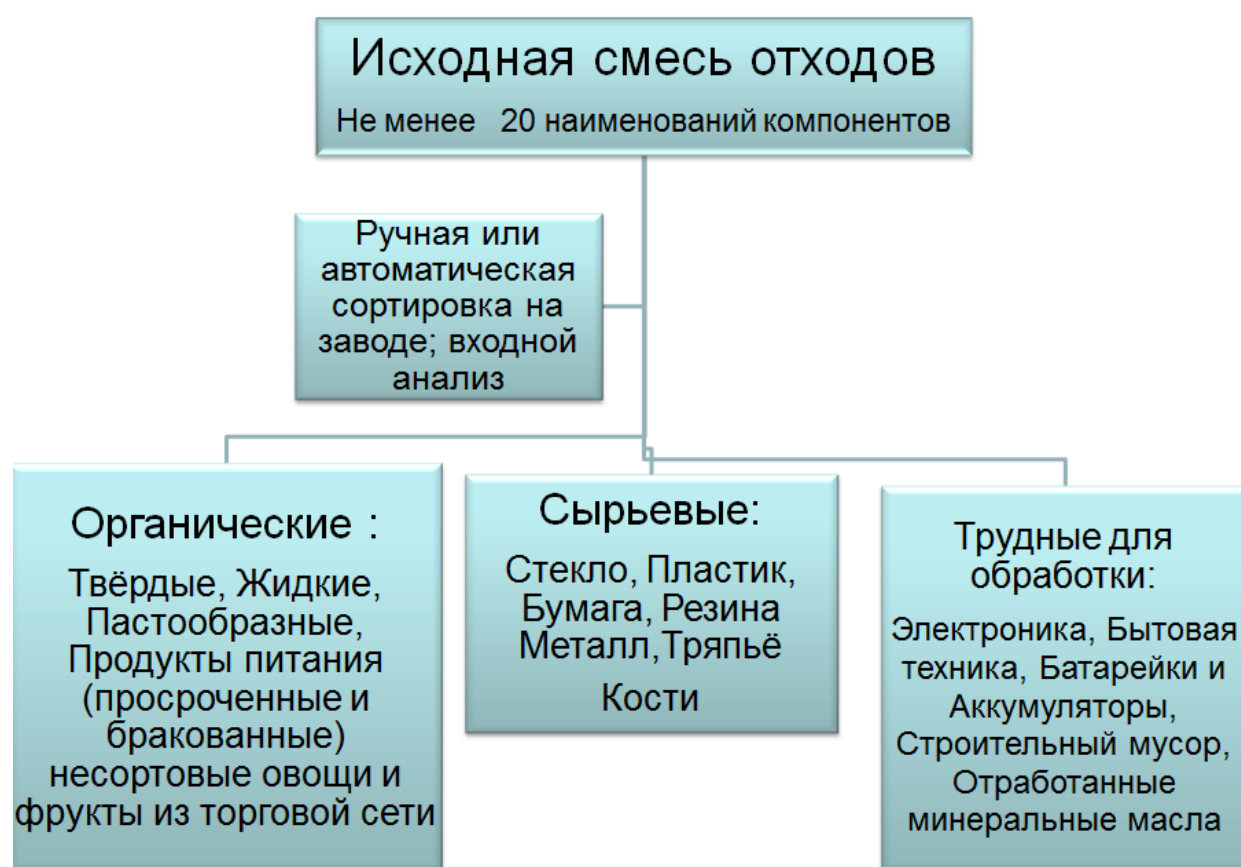 Исходная смесь отходов
Не менее 20 наименований компонентов
Ручная или
автоматическая
сортировка на
заводе; входной
анализ
Органические :
Твёрдые, Жидкие,
Пастообразные,
Продукты питания
(просроченные и
бракованные)
несортовые овощи и
фрукты из торговой сети
Сырьевые:
Стекло, Пластик,
Бумага, Резина
Металл,Тряпьё
Кости
Трудные для
обработки:
Электроника, Бытовая
техника, Батарейки и
Аккумуляторы,
Строительный мусор,
Отработанные
минеральные масла